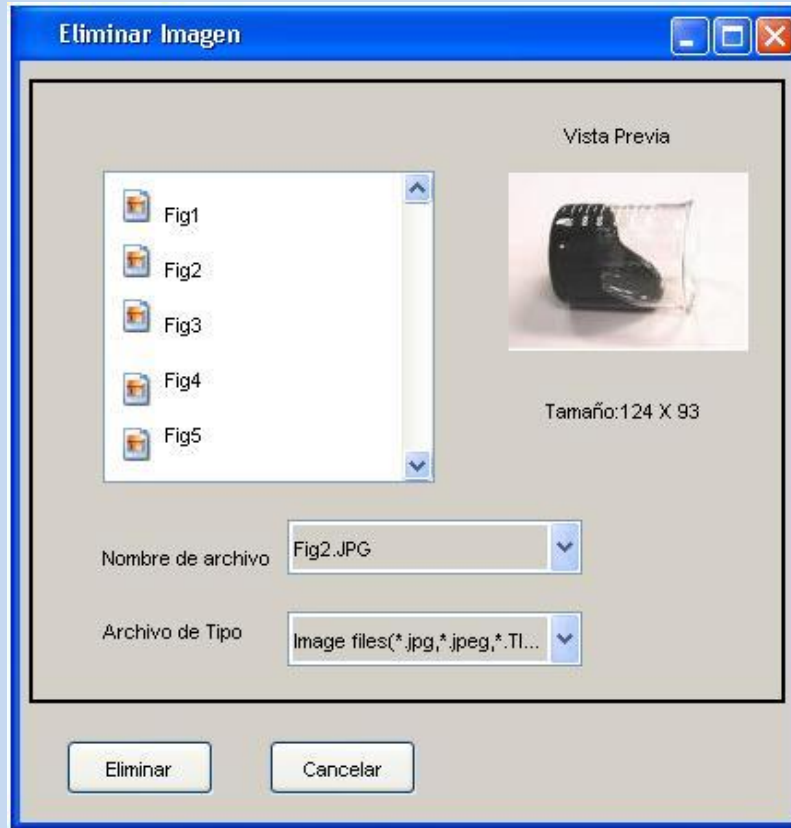 Eliminar Imagen
Vista Previa
Fig1
Fig2
Fig3
Fig4
Fig5
Tamaño:124 X 93
Nombre de archivo
Fig2.JPG
Archivo de Tipo
Image files(*.jpg,*.jpeg,*.TI...
Eliminar
Cancelar